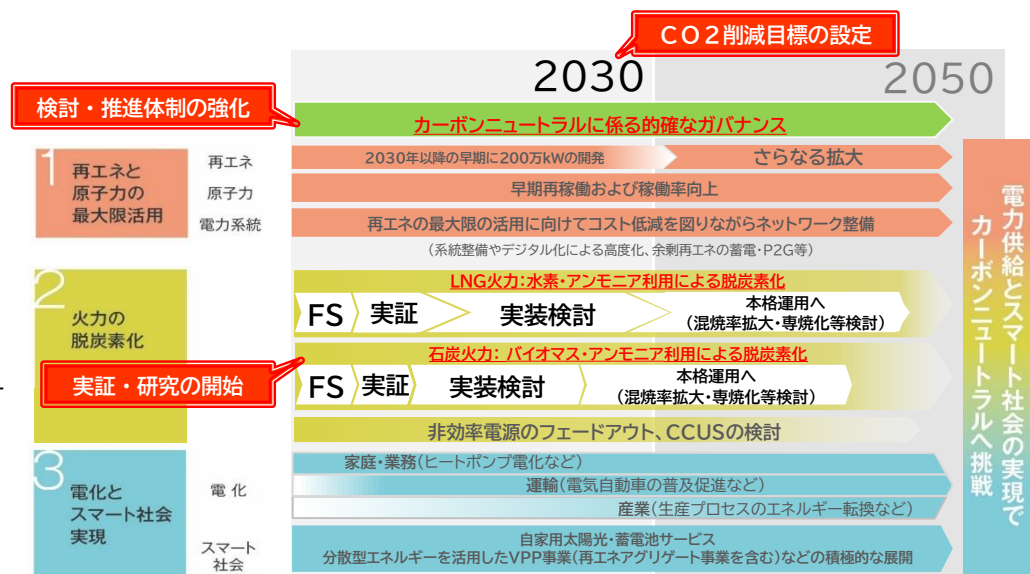 CO2削減目標の設定
2030
2050
検討・推進体制の強化
カーボンニュートラルに係る的確なガバナンス
1
再エネと
原子力の
最大限活用
再エネ
原子力
電力系統
2030年以降の早期に200万kWの開発
さらなる拡大
早期再稼働および稼働率向上
再エネの最大限の活用に向けてコスト低減を図りながらネットワーク整備
(系統整備やデジタル化による高度化、余剰再エネの蓄電・P2G等)
2
火力の
脱炭素化
LNG火力:水素・アンモニア利用による脱炭素化
FS
実証
実装検討
本格運用へ
(混焼率拡大・専焼化等検討)
実証・研究の開始
石炭火力: バイオマス・アンモニア利用による脱炭素化
FS
実証
実装検討
本格運用へ
(混焼率拡大・専焼化等検討)
非効率電源のフェードアウト、CCUSの検討
3
電化と
スマート社会
実現
電 化
スマート
社会
家庭・業務(ヒートポンプ電化など)
運輸(電気自動車の普及促進など)
産業(生産プロセスのエネルギー転換など)
自家用太陽光・蓄電池サービス
分散型エネルギーを活用したVPP事業(再エネアグリゲート事業を含む)などの積極的な展開
電力供給とスマート社会の実現で
カーボンニュートラルへ挑戦